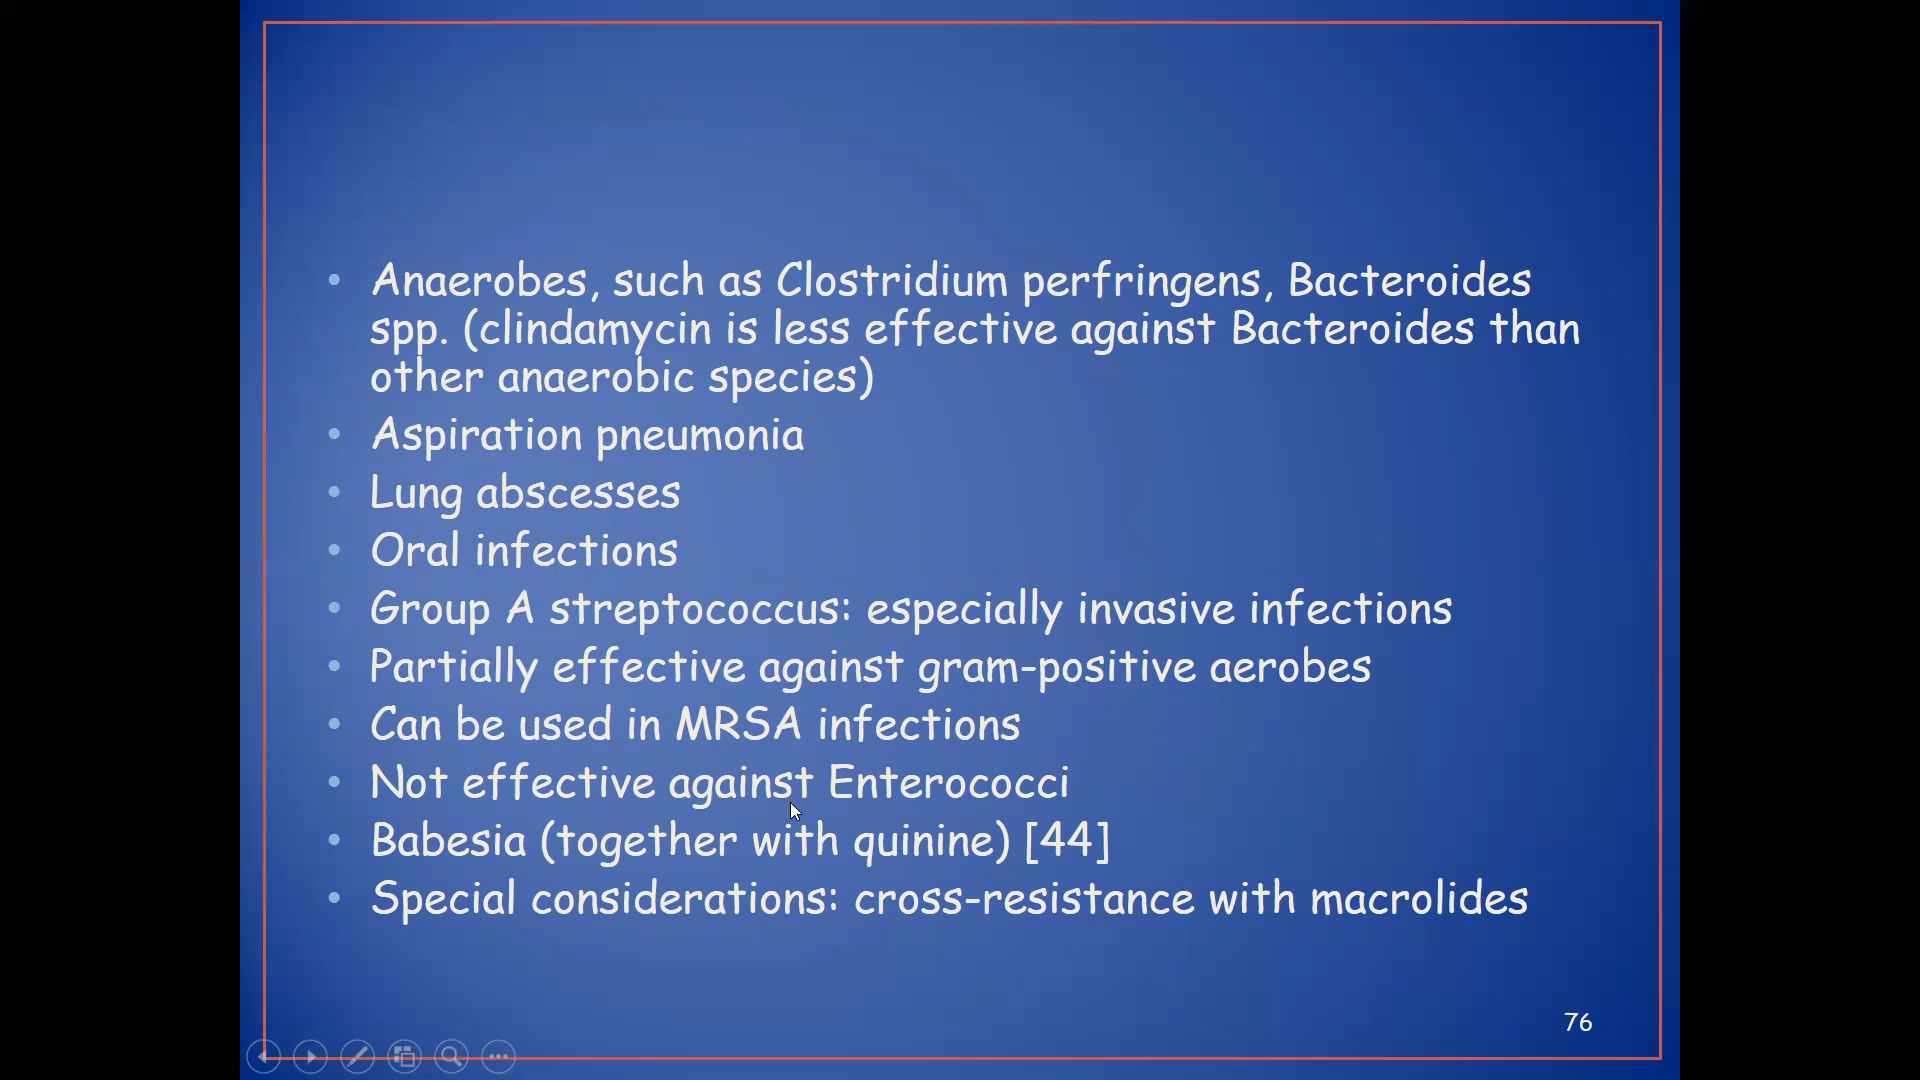 • Anaerobes, such as Clostridium perfringens, Bacteroides
spp. (clindamycin is less effective against Bacteroides than
other anaerobic species)
• Aspiration pneumonia
• Lung abscesses
• Oral infections
• Group A streptococcus: especially invasive infections
• Partially effective against gram-positive aerobes
• Can be used in MRSA infections
• Not effective against Enterococci
• Babesia (together with quinine) [44]
• Special considerations: cross-resistance with macrolides
76